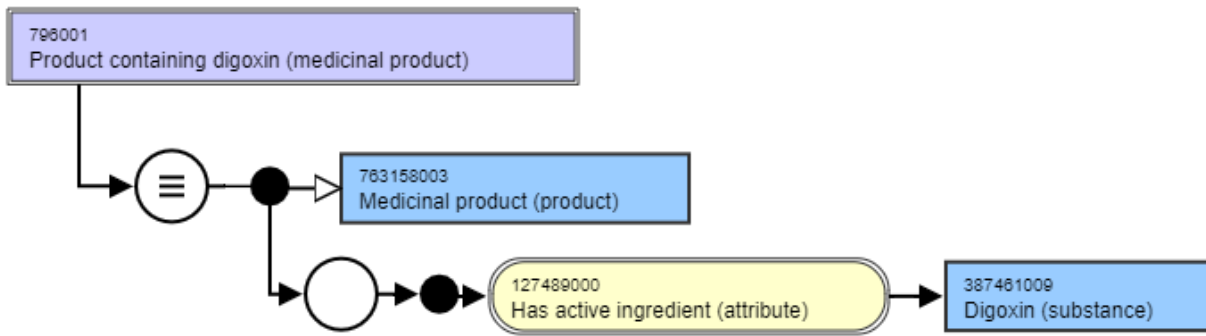 796001
Product containing digoxin (medicinal product)
763158003
Medicinal product (product)
127489000
Has active ingredient (attribute)
387461009
Digoxin (substance)